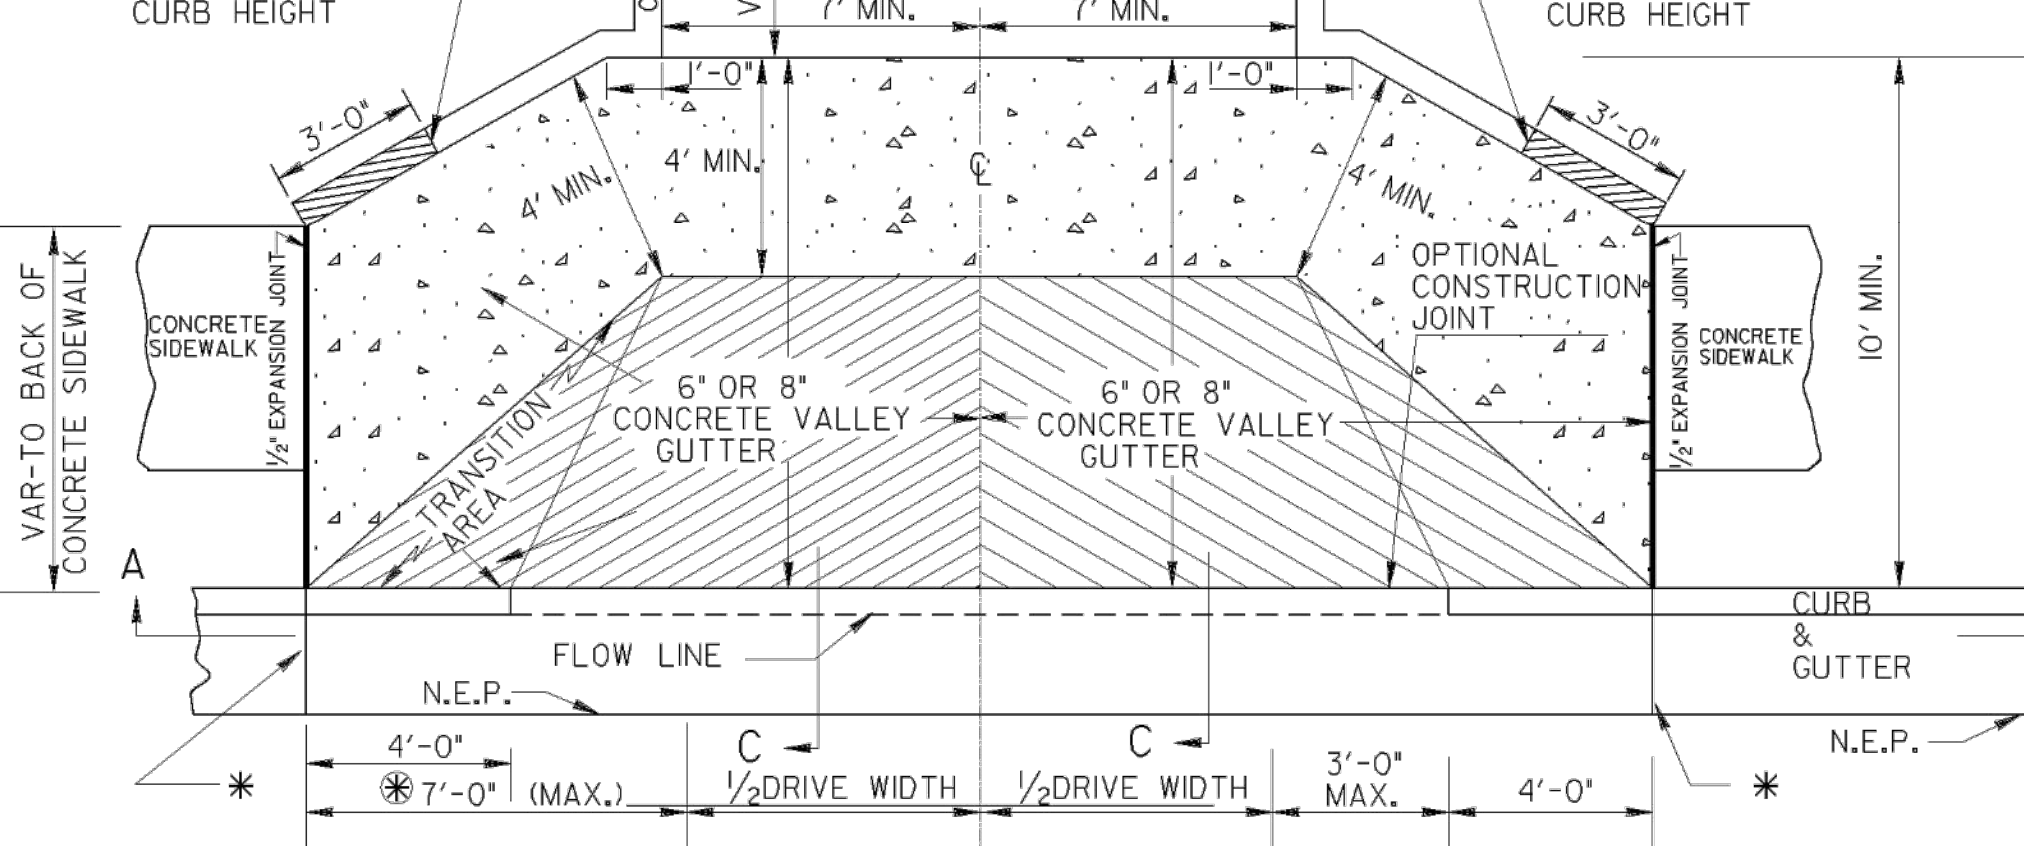 CURB HEIGHT
7' MIN.
7' MIN.
CURB HEIGHT
1'-0"
1'-0"
3'-0"
3'-0"
4' MIN.
4' MIN.
4' MIN.
℄
VAR-TO BACK OF
CONCRETE SIDEWALK
CONCRETE
SIDEWALK
1/2" EXPANSION JOINT
OPTIONAL
CONSTRUCTION
JOINT
1/2" EXPANSION JOINT
CONCRETE
SIDEWALK
10' MIN.
6" OR 8"
CONCRETE VALLEY
GUTTER
6" OR 8"
CONCRETE VALLEY
GUTTER
TRANSITION
AREA
A
CURB
&
GUTTER
FLOW LINE
N.E.P.
N.E.P.
C
C
4'-0"
* 7'-0" (MAX.)
1/2 DRIVE WIDTH
1/2 DRIVE WIDTH
3'-0"
MAX.
4'-0"
*
*